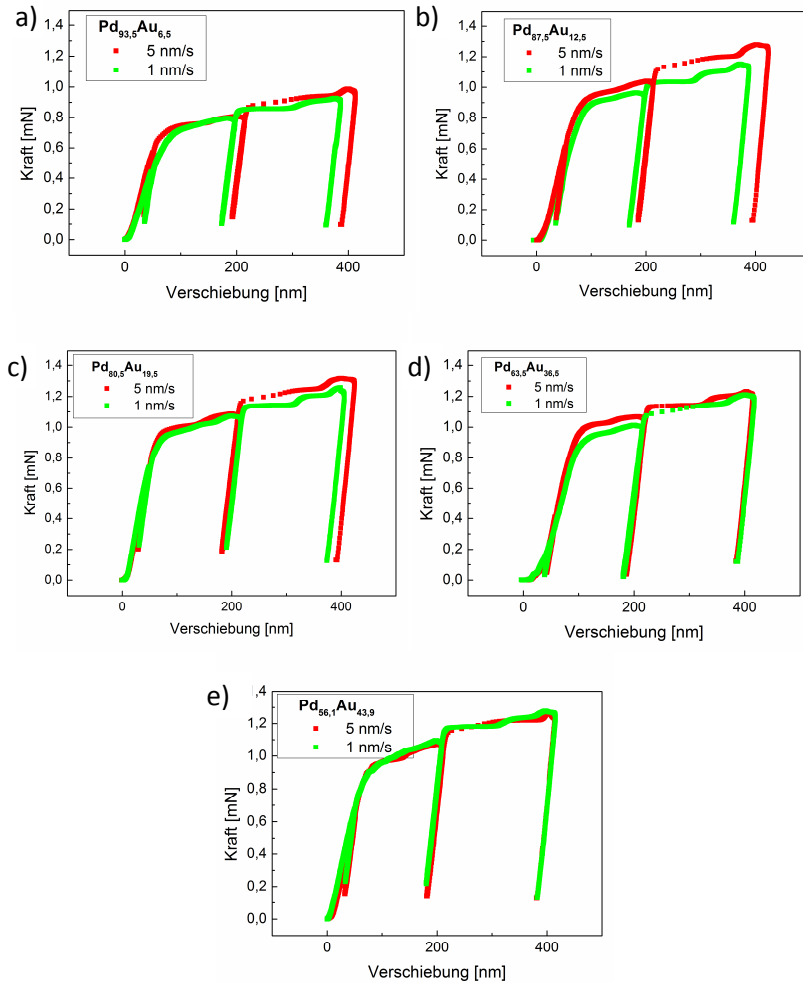 a)
Pd93,5Au6,5
5 nm/s
1 nm/s
1,4
1,2
1,0
0,8
0,6
0,4
0,2
0,0
Kraft [mN]
0
200
400
Verschiebung [nm]
b)
Pd87,5Au12,5
5 nm/s
1 nm/s
1,4
1,2
1,0
0,8
0,6
0,4
0,2
0,0
Kraft [mN]
0
200
400
Verschiebung [nm]
c)
Pd80,5Au19,5
5 nm/s
1 nm/s
1,4
1,2
1,0
0,8
0,6
0,4
0,2
0,0
Kraft [mN]
0
200
400
Verschiebung [nm]
d)
Pd63,5Au36,5
5 nm/s
1 nm/s
1,4
1,2
1,0
0,8
0,6
0,4
0,2
0,0
Kraft [mN]
0
200
400
Verschiebung [nm]
e)
Pd56,1Au43,9
5 nm/s
1 nm/s
1,4
1,2
1,0
0,8
0,6
0,4
0,2
0,0
Kraft [mN]
0
200
400
Verschiebung [nm]